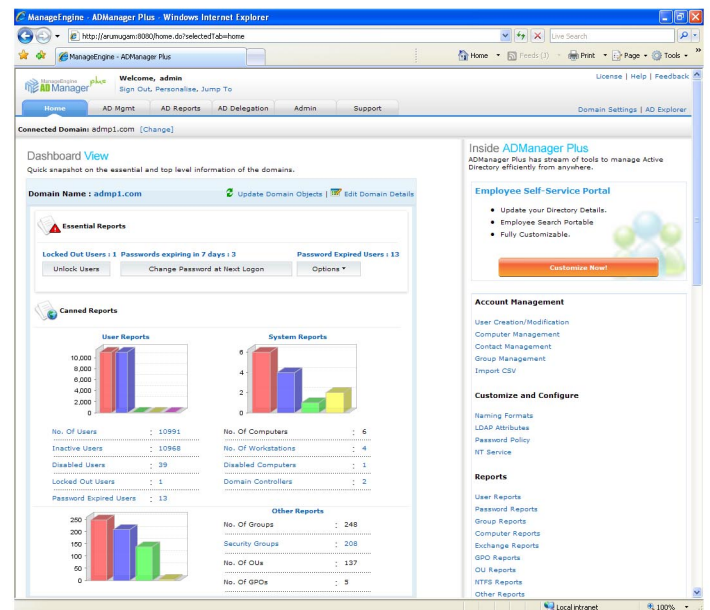 ManageEngine - ADManager Plus - Windows Internet Explorer
http://arumugam:8080/home.do?selectedTab=home
Live Search
ManageEngine - ADManager Plus
Home
Feeds (J)
Print
Page
Tools
ManageEngine
ADManager plus
Welcome, admin
Sign Out, Personalise, Jump To
License | Help | Feedback
Home
AD Mgmt
AD Reports
AD Delegation
Admin
Support
Domain Settings | AD Explorer
Connected Domain: admp1.com [Change]
Dashboard View
Quick snapshot on the essential and top level information of the domains.
Domain Name : admp1.com
Update Domain Objects | Edit Domain Details
Essential Reports
Locked Out Users : 1 Passwords expiring in 7 days : 3 Password Expired Users : 13
Unlock Users
Change Password at Next Logon
Options
Canned Reports
User Reports
10,000
8,000
6,000
4,000
2,000
0
No. Of Users : 10991
Inactive Users : 10968
Disabled Users : 39
Locked Out Users : 1
Password Expired Users : 13
System Reports
6
4
2
0
No. Of Computers : 6
No. Of Workstations : 4
Disabled Computers : 1
Domain Controllers : 2
250
200
150
100
50
0
Other Reports
No. Of Groups : 248
Security Groups : 208
No. Of OUs : 137
No. Of GPOs : 5
Inside ADManager Plus
ADManager Plus has stream of tools to manage Active
Directory efficiently from anywhere.
Employee Self-Service Portal
Update your Directory Details.
Employee Search Portable
Fully Customizable.
Customize Now!
Account Management
User Creation/Modification
Computer Management
Contact Management
Group Management
Import CSV
Customize and Configure
Naming Formats
LDAP Attributes
Password Policy
NT Service
Reports
User Reports
Password Reports
Group Reports
Computer Reports
Exchange Reports
GPO Reports
OU Reports
NTFS Reports
Other Reports
Local intranet
100%